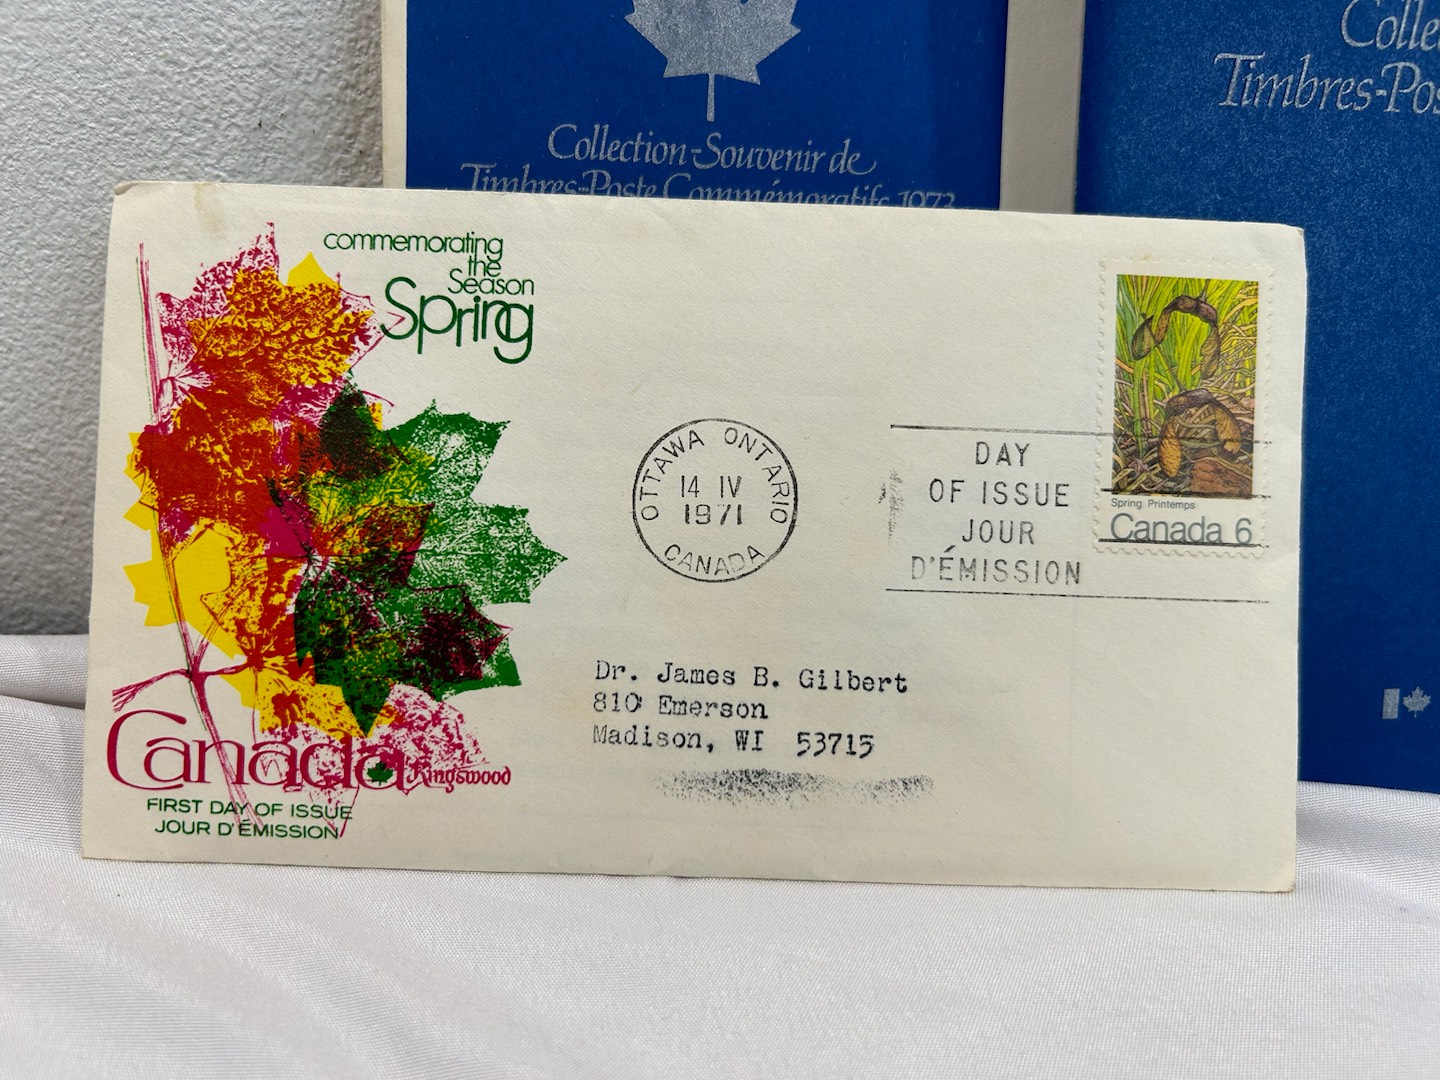 Collection-Souvenir de
Timbres-Poste Commémoratifs 1973
Timbres-Pos
commemorating
the
Season
Spring
Canada
Kingswood
FIRST DAY OF ISSUE
JOUR D'ÉMISSION
OTTAWA ONTARIO
14 IV
1971
CANADA
DAY
OF ISSUE
JOUR
D'ÉMISSION
Spring Printemps
Canada 6
Dr. James B. Gilbert
810 Emerson
Madison, WI 53715